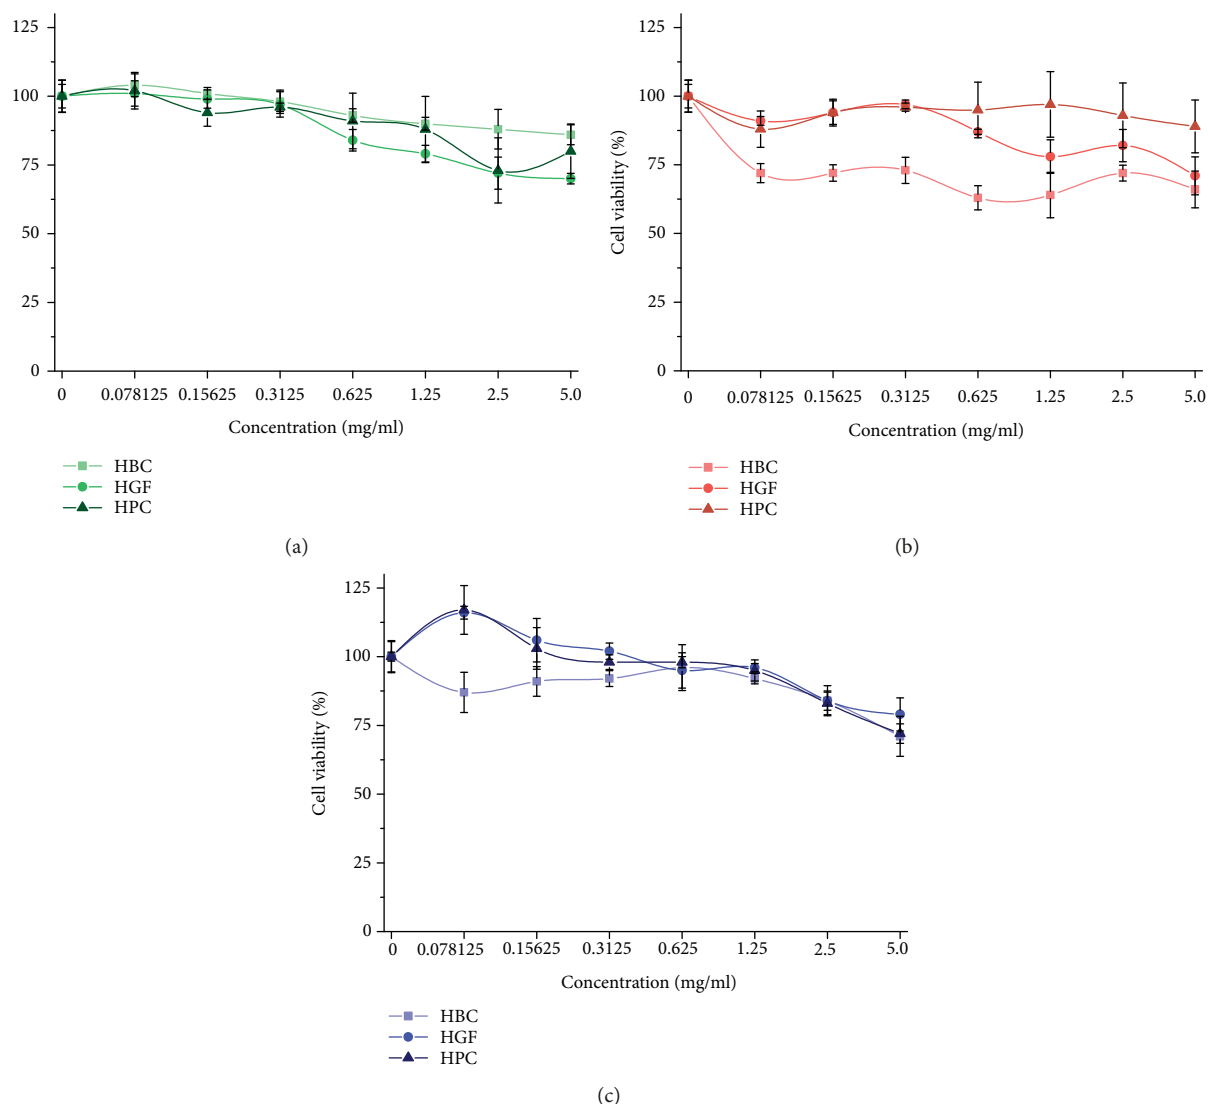 125
100
75
50
25
0
0 0.078125 0.15625 0.3125 0.625 1.25 2.5 5.0
Concentration (mg/ml)
HBC
HGF
HPC
(a)
Cell viability (%)
125
100
75
50
25
0
0 0.078125 0.15625 0.3125 0.625 1.25 2.5 5.0
Concentration (mg/ml)
HBC
HGF
HPC
(b)
Cell viability (%)
125
100
75
50
25
0
0 0.078125 0.15625 0.3125 0.625 1.25 2.5 5.0
Concentration (mg/ml)
HBC
HGF
HPC
(c)